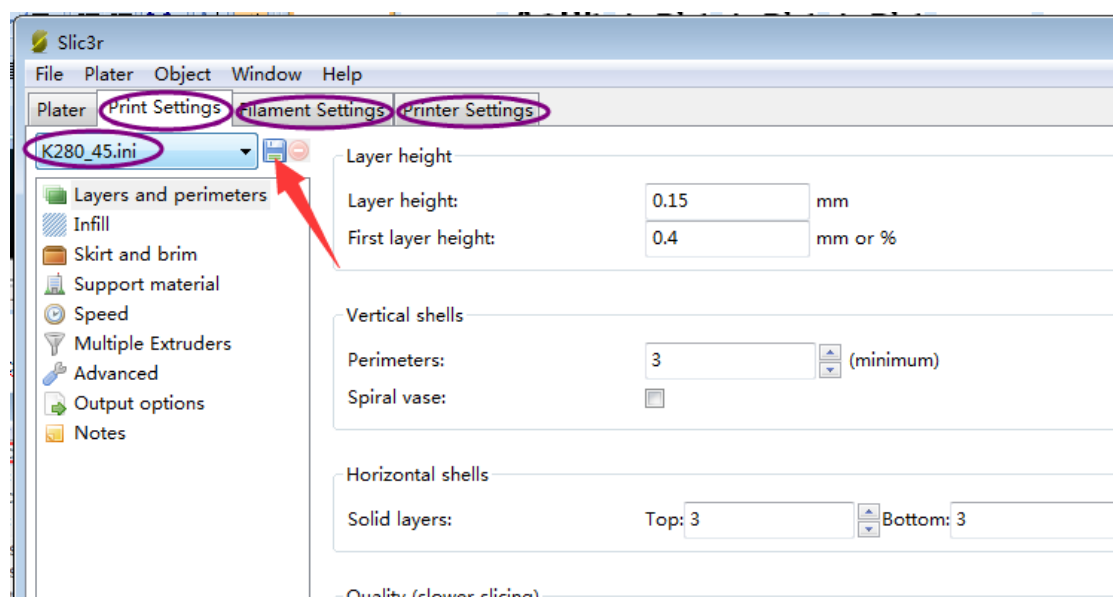 Slic3r
File Plater Object Window Help
Plater Print Settings Filament Settings Printer Settings
K280_45.ini
Layers and perimeters
Infill
Skirt and brim
Support material
Speed
Multiple Extruders
Advanced
Output options
Notes
Layer height
Layer height: 0.15 mm
First layer height: 0.4 mm or %
Vertical shells
Perimeters: 3 (minimum)
Spiral vase:
Horizontal shells
Solid layers: Top: 3 Bottom: 3
Quality (slower slicing)